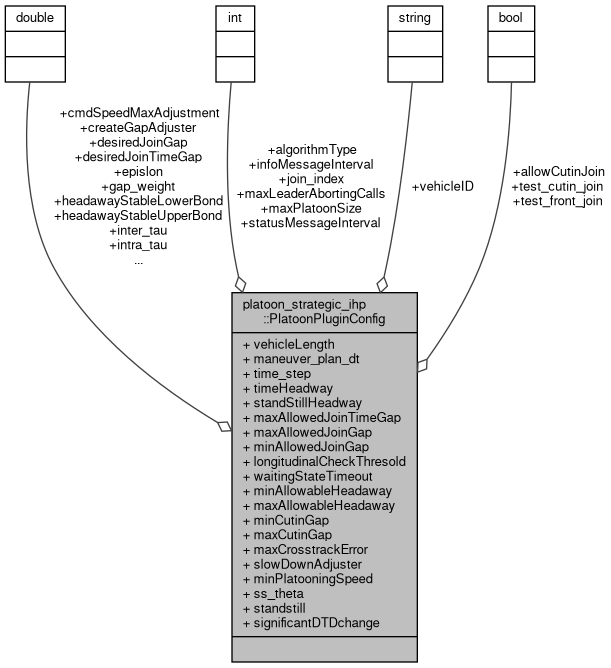 double
int
string
bool
+cmdSpeedMaxAdjustment
+createGapAdjuster
+desiredJoinGap
+desiredJoinTimeGap
+epislon
+gap_weight
+headawayStableLowerBond
+headawayStableUpperBond
+inter_tau
+intra_tau
...
+algorithmType
+infoMessageInterval
+join_index
+maxLeaderAbortingCalls
+maxPlatoonSize
+statusMessageInterval
+vehicleID
+allowCutinJoin
+test_cutin_join
+test_front_join
platoon_strategic_ihp
::PlatoonPluginConfig
+ vehicleLength
+ maneuver_plan_dt
+ time_step
+ timeHeadway
+ standStillHeadway
+ maxAllowedJoinTimeGap
+ maxAllowedJoinGap
+ minAllowedJoinGap
+ longitudinalCheckThresold
+ waitingStateTimeout
+ minAllowableHeadaway
+ maxAllowableHeadaway
+ minCutinGap
+ maxCutinGap
+ maxCrosstrackError
+ slowDownAdjuster
+ minPlatooningSpeed
+ ss_theta
+ standstill
+ significantDTDchange